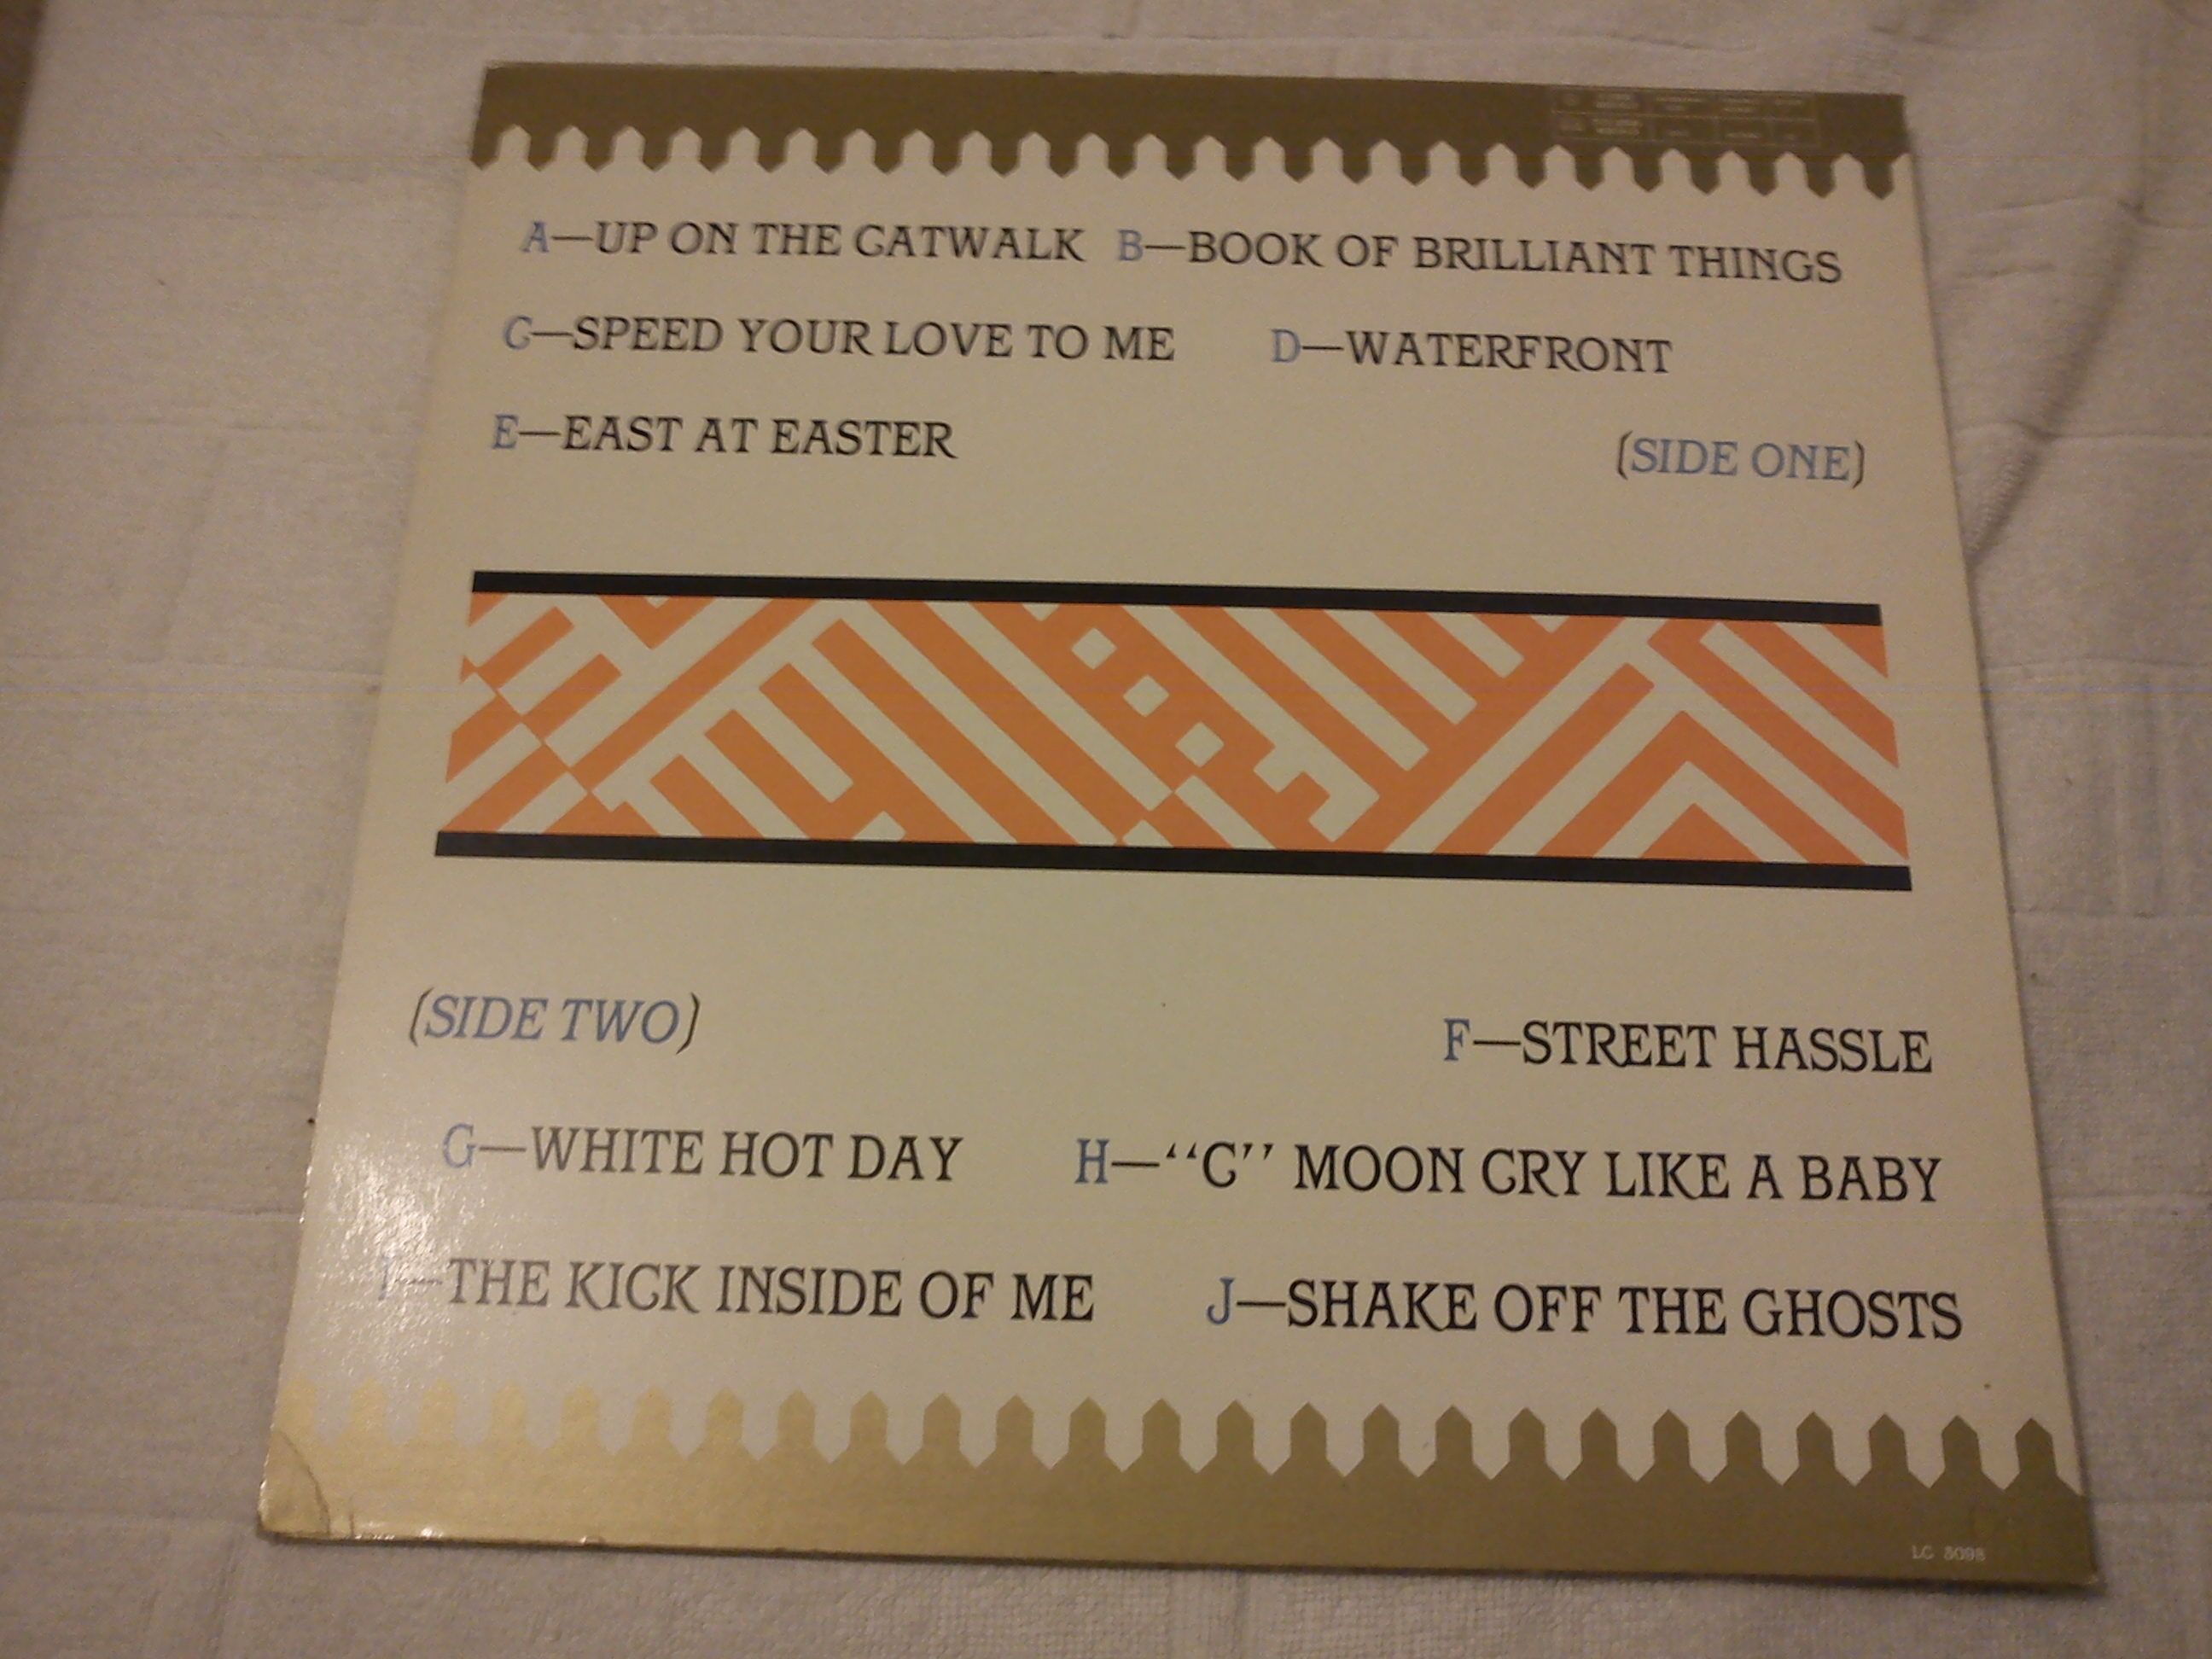 A—UP ON THE CATWALK B—BOOK OF BRILLIANT THINGS
C—SPEED YOUR LOVE TO ME D—WATERFRONT
E—EAST AT EASTER (SIDE ONE)
(SIDE TWO) F—STREET HASSLE
G—WHITE HOT DAY H—“C” MOON CRY LIKE A BABY
I—THE KICK INSIDE OF ME J—SHAKE OFF THE GHOSTS
LC 3098